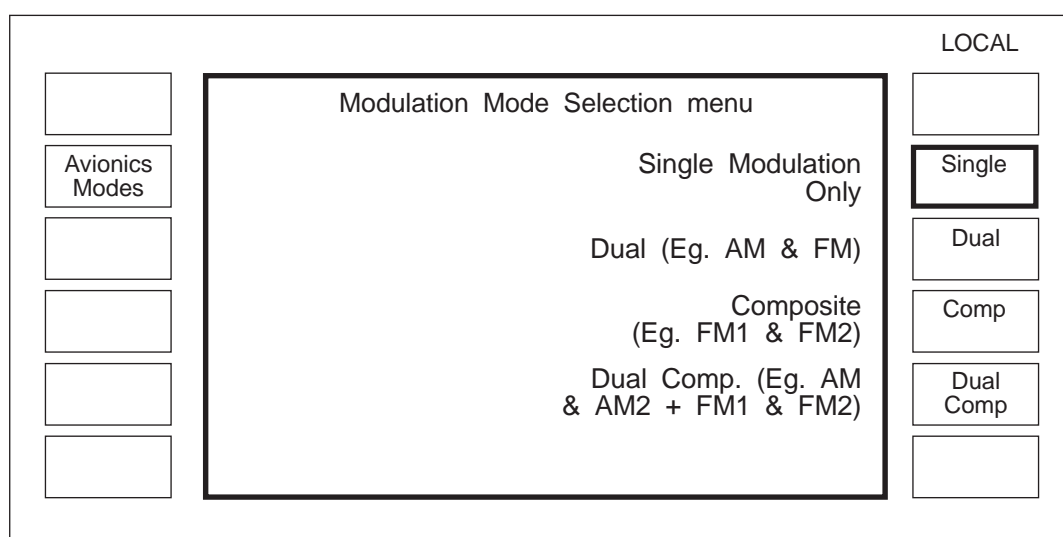 LOCAL
Modulation Mode Selection menu
Avionics
Modes
Single Modulation
Only
Single
Dual (Eg. AM & FM)
Dual
Composite
(Eg. FM1 & FM2)
Comp
Dual Comp. (Eg. AM
& AM2 + FM1 & FM2)
Dual
Comp